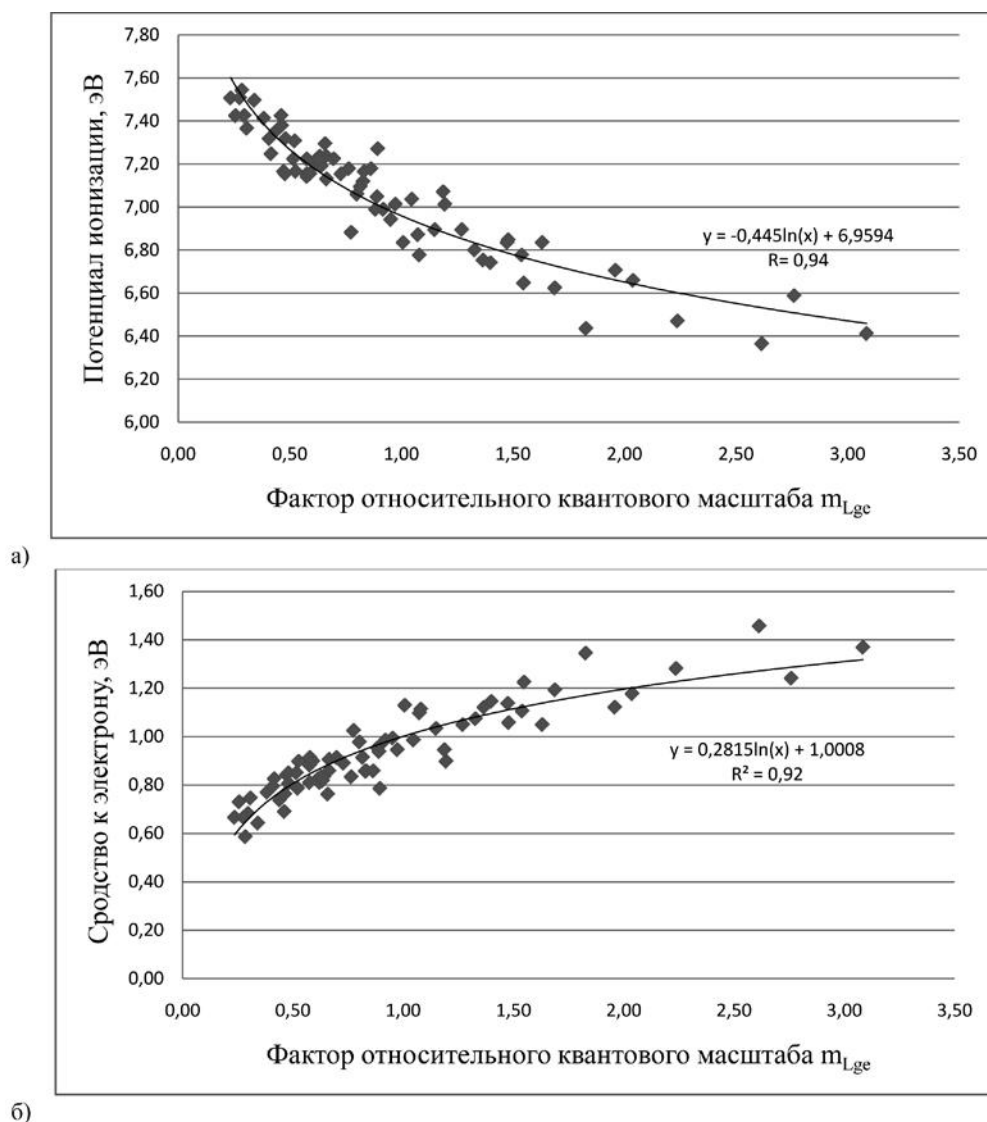 7,80
7,60
7,40
7,20
7,00
6,80
6,60
6,40
6,20
6,00
Потенциал ионизации, эВ
y = -0,445ln(x) + 6,9594
R= 0,94
0,00 0,50 1,00 1,50 2,00 2,50 3,00 3,50
Фактор относительного квантового масштаба m_Lge
а)
1,60
1,40
1,20
1,00
0,80
0,60
0,40
0,20
0,00
Сродство к электрону, эВ
y = 0,2815ln(x) + 1,0008
R² = 0,92
0,00 0,50 1,00 1,50 2,00 2,50 3,00 3,50
Фактор относительного квантового масштаба m_Lge
б)